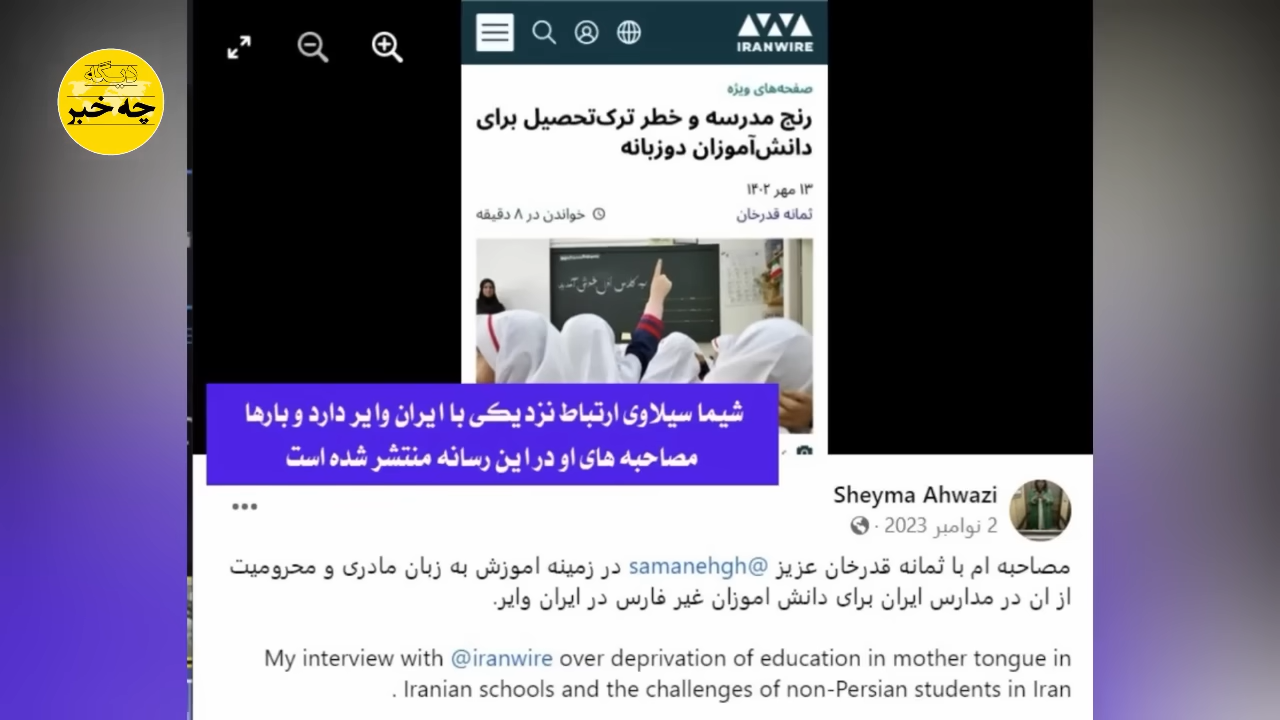 دیگه
چه خبر
IRANWIRE
صفحه‌های ویژه
رنج مدرسه و خطر ترک‌تحصیل برای
دانش‌آموزان دوزبانه
۱۳ مهر ۱۴۰۲
ثمانه قدرخان
خواندن در ۸ دقیقه
شیما سیلاوی ارتباط نزدیکی با ایران وایر دارد و بارها
مصاحبه های او در این رسانه منتشر شده است
Sheyma Ahwazi
2 نوامبر 2023 ·
مصاحبه ام با ثمانه قدرخان عزیز @samanehgh در زمینه اموزش به زبان مادری و محرومیت
از ان در مدارس ایران برای دانش اموزان غیر فارس در ایران وایر.
My interview with @iranwire over deprivation of education in mother tongue in
. Iranian schools and the challenges of non-Persian students in Iran